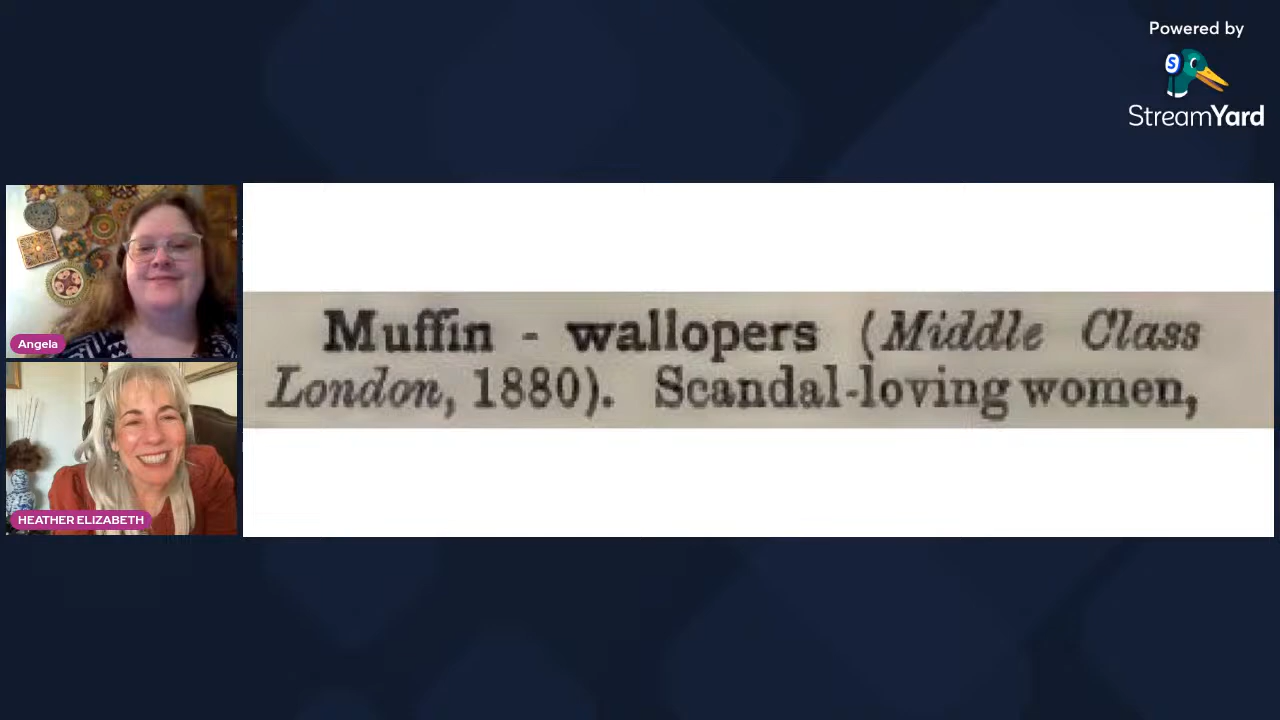 Powered by
S
StreamYard
Angela
HEATHER ELIZABETH
Muffin - wallopers (Middle Class
London, 1880). Scandal-loving women,